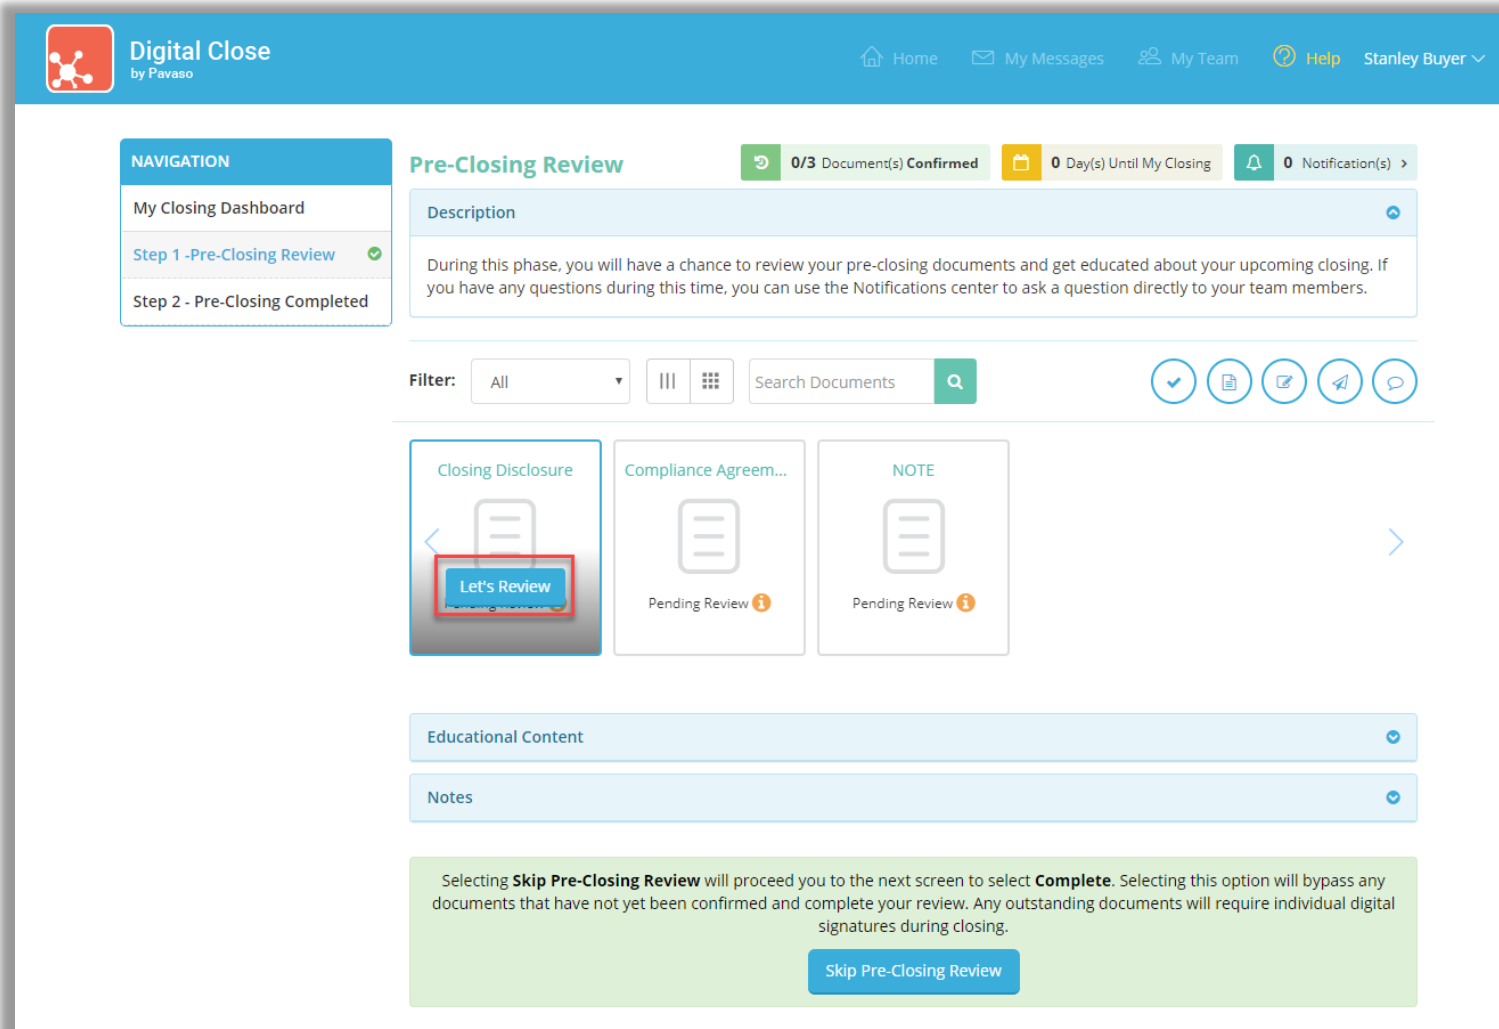 Digital Close
by Pavaso
Home
My Messages
My Team
Help
Stanley Buyer
NAVIGATION
My Closing Dashboard
Step 1 -Pre-Closing Review
Step 2 - Pre-Closing Completed
Pre-Closing Review
0/3 Document(s) Confirmed
0 Day(s) Until My Closing
0 Notification(s)
Description
During this phase, you will have a chance to review your pre-closing documents and get educated about your upcoming closing. If
you have any questions during this time, you can use the Notifications center to ask a question directly to your team members.
Filter:
All
Search Documents
Closing Disclosure
Let's Review
Pending Review
Compliance Agreem...
Pending Review
NOTE
Pending Review
Educational Content
Notes
Selecting Skip Pre-Closing Review will proceed you to the next screen to select Complete. Selecting this option will bypass any
documents that have not yet been confirmed and complete your review. Any outstanding documents will require individual digital
signatures during closing.
Skip Pre-Closing Review